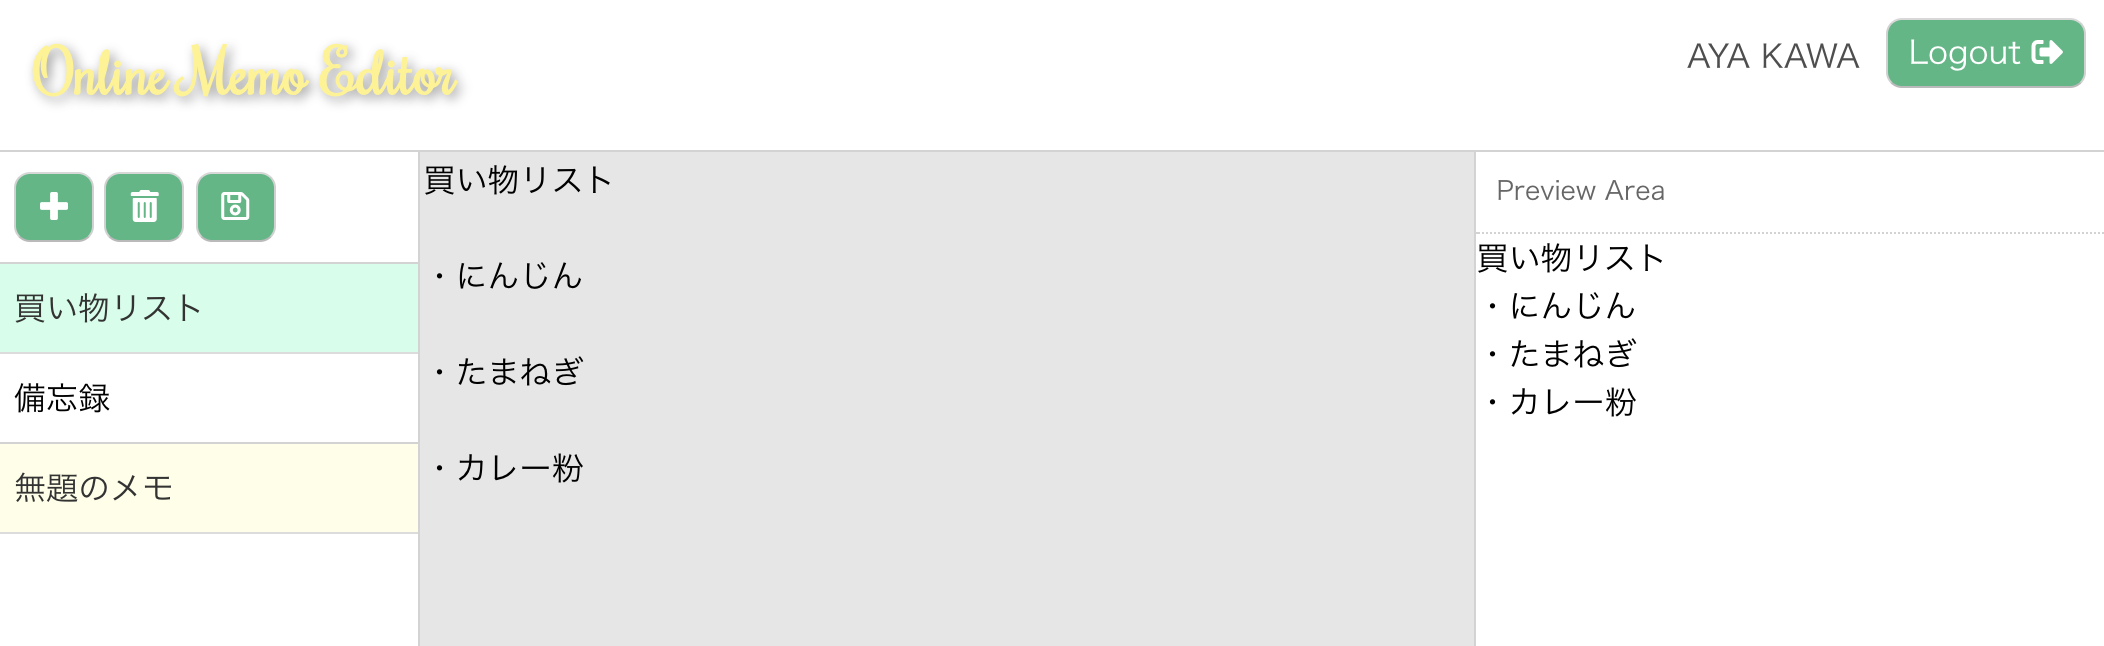 Online Memo Editor
AYA KAWA
Logout
買い物リスト
備忘録
無題のメモ
買い物リスト
・にんじん
・たまねぎ
・カレー粉
Preview Area
買い物リスト
・にんじん
・たまねぎ
・カレー粉